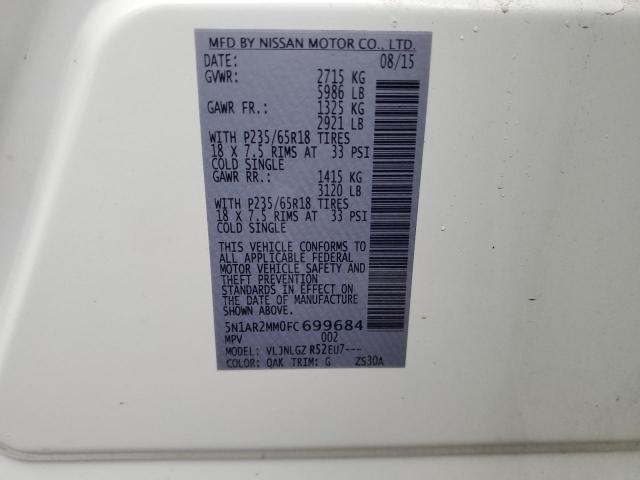 MFD BY NISSAN MOTOR CO., LTD.
DATE: 08/15
GVWR: 2715 KG
5986 LB
GAWR FR.: 1325 KG
2921 LB
WITH P235/65R18 TIRES
18 X 7.5 RIMS AT 33 PSI
COLD SINGLE
GAWR RR.: 1415 KG
3120 LB
WITH P235/65R18 TIRES
18 X 7.5 RIMS AT 33 PSI
COLD SINGLE
THIS VEHICLE CONFORMS TO
ALL APPLICABLE FEDERAL
MOTOR VEHICLE SAFETY AND
THEFT PREVENTION
STANDARDS IN EFFECT ON
THE DATE OF MANUFACTURE
SHOWN ABOVE.
5N1AR2MM0FC699684
MPV 002
MODEL: VLJNLGZ R52EU7---
COLOR: QAK TRIM: G ZS30A